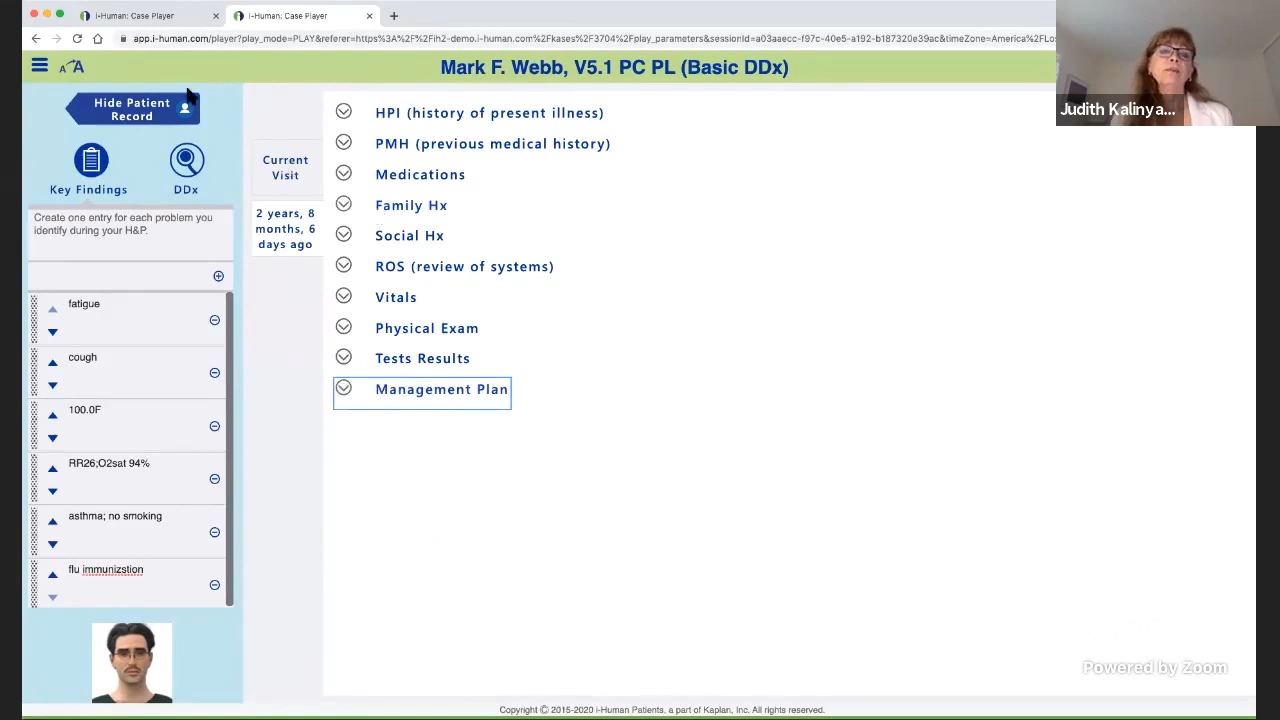 i-Human: Case Player
i-Human: Case Player
app.i-human.com/player?play_mode=PLAY&referer=https%3A%2F%2Fih2-demo.i-human.com%2Fkases%2F3704%2Fplay_parameters&sessionId=a03aaecc-f97c-40e5-a192-b187320e39ac&timeZone=America%2FLos
AA
Mark F. Webb, V5.1 PC PL (Basic DDx)
Judith Kalinya...
Hide Patient
Record
Key Findings
DDx
Create one entry for each problem you
identify during your H&P.
fatigue
cough
100.0F
RR26;O2sat 94%
asthma; no smoking
flu immunizstion
Current
Visit
2 years, 8
months, 6
days ago
HPI (history of present illness)
PMH (previous medical history)
Medications
Family Hx
Social Hx
ROS (review of systems)
Vitals
Physical Exam
Tests Results
Management Plan
Powered by Zoom
Copyright © 2015-2020 i-Human Patients, a part of Kaplan, Inc. All rights reserved.